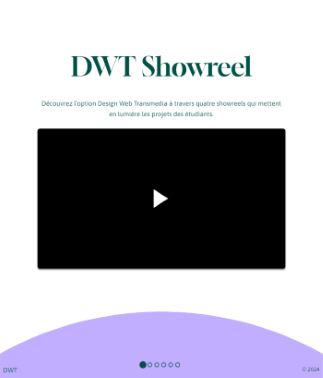 DWT Showreel
Découvrez l'option Design Web Transmedia à travers quatre showreels qui mettent
en lumière les projets des étudiants.
DWT
© 2024